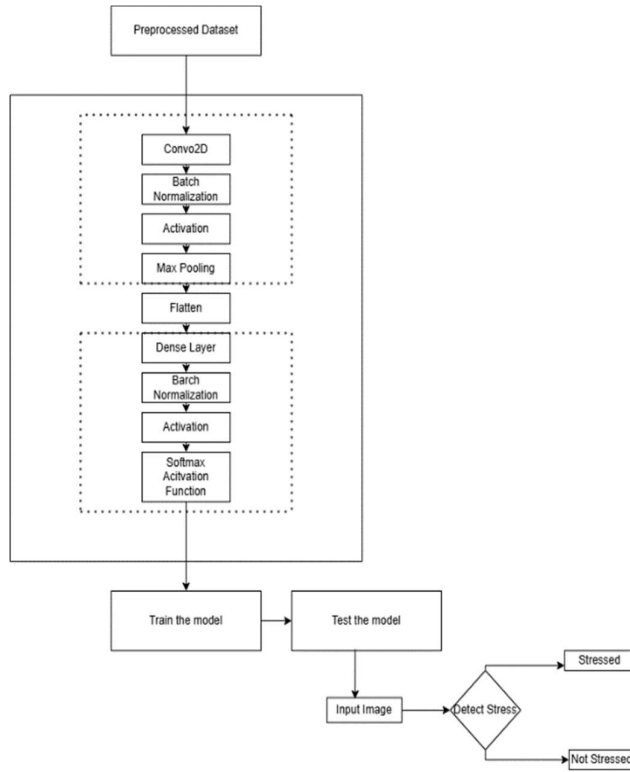 Preprocessed Dataset
Convo2D
Batch
Normalization
Activation
Max Pooling
Flatten
Dense Layer
Barch
Normalization
Activation
Softmax
Acitvation
Function
Train the model
Test the model
Input Image
Detect Stress
Stressed
Not Stressed